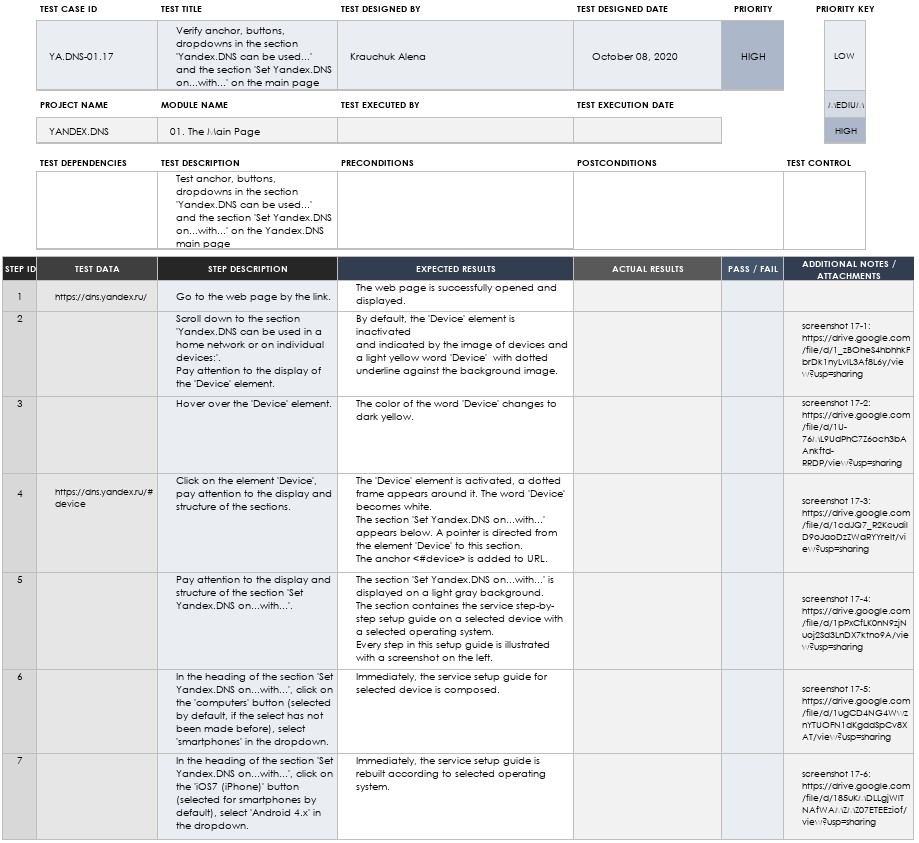 TEST CASE ID TEST TITLE TEST DESIGNED BY TEST DESIGNED DATE PRIORITY PRIORITY KEY
YA.DNS-01.17
Verify anchor, buttons,
dropdowns in the section
'Yandex.DNS can be used...'
and the section 'Set Yandex.DNS
on...with...' on the main page
Krauchuk Alena
October 08, 2020
HIGH
LOW
MEDIUM
HIGH
PROJECT NAME MODULE NAME TEST EXECUTED BY TEST EXECUTION DATE
YANDEX.DNS 01. The Main Page
TEST DEPENDENCIES TEST DESCRIPTION PRECONDITIONS POSTCONDITIONS TEST CONTROL
Test anchor, buttons,
dropdowns in the section
'Yandex.DNS can be used...'
and the section 'Set Yandex.DNS
on...with...' on the Yandex.DNS
main page
STEP ID TEST DATA STEP DESCRIPTION EXPECTED RESULTS ACTUAL RESULTS PASS / FAIL ADDITIONAL NOTES /
ATTACHMENTS
1
https://dns.yandex.ru/
Go to the web page by the link.
The web page is successfully opened and
displayed.
2
Scroll down to the section
'Yandex.DNS can be used in a
home network or on individual
devices:'.
Pay attention to the display of
the 'Device' element.
By default, the 'Device' element is
inactivated
and indicated by the image of devices and
a light yellow word 'Device' with dotted
underline against the background image.
screenshot 17-1:
https://drive.google.com
/file/d/1_zBOheS4hbhhkF
brDk1nyLvIL3Af8L6y/vie
w?usp=sharing
3
Hover over the 'Device' element.
The color of the word 'Device' changes to
dark yellow.
screenshot 17-2:
https://drive.google.com
/file/d/1U-
76ML9UdPhC7Z6och3bA
Ankftd-
RRDP/view?usp=sharing
4
https://dns.yandex.ru/#
device
Click on the element 'Device',
pay attention to the display and
structure of the sections.
The 'Device' element is activated, a dotted
frame appears around it. The word 'Device'
becomes white.
The section 'Set Yandex.DNS on...with...'
appears below. A pointer is directed from
the element 'Device' to this section.
The anchor <#device> is added to URL.
screenshot 17-3:
https://drive.google.com
/file/d/1cdJQ7_R2Kcudil
D9oJaoDzZWaRYYreIt/vi
ew?usp=sharing
5
Pay attention to the display and
structure of the section 'Set
Yandex.DNS on...with...'.
The section 'Set Yandex.DNS on...with...' is
displayed on a light gray background.
The section containes the service step-by-
step setup guide on a selected device with
a selected operating system.
Every step in this setup guide is illustrated
with a screenshot on the left.
screenshot 17-4:
https://drive.google.com
/file/d/1pPxCfLK0nN9zjN
uoj2Sd3LnDX7ktno9A/vie
w?usp=sharing
6
In the heading of the section 'Set
Yandex.DNS on...with...', click on
the 'computers' button (selected
by default, if the select has not
been made before), select
'smartphones' in the dropdown.
Immediately, the service setup guide for
selected device is composed.
screenshot 17-5:
https://drive.google.com
/file/d/1ugCD4NG4Wwz
nYTUOFN1dKgddSpCv8X
AT/view?usp=sharing
7
In the heading of the section 'Set
Yandex.DNS on...with...', click on
the 'iOS7 (iPhone)' button
(selected for smartphones by
default), select 'Android 4.x' in
the dropdown.
Immediately, the service setup guide is
rebuilt according to selected operating
system.
screenshot 17-6:
https://drive.google.com
/file/d/185uKMDLLgjWIT
NAfWAMZMZ07ETEEziof/
view?usp=sharing